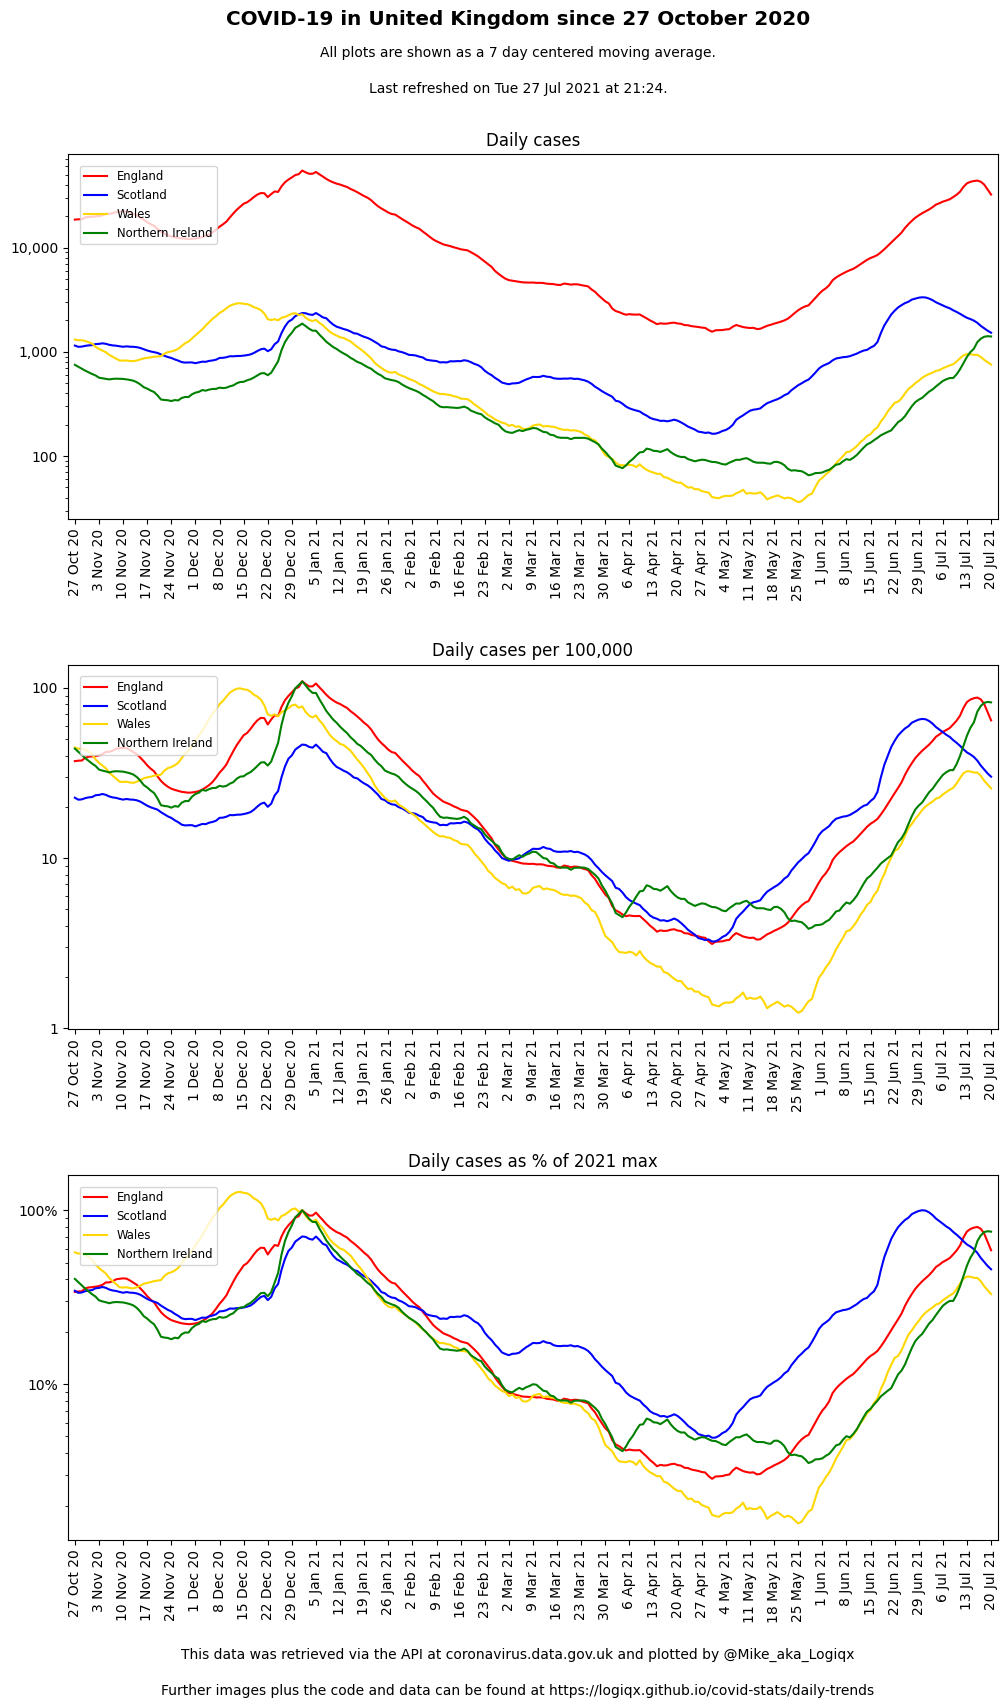 COVID-19 in United Kingdom since 27 October 2020
All plots are shown as a 7 day centered moving average.
Last refreshed on Tue 27 Jul 2021 at 21:24.
Daily cases
England
Scotland
Wales
Northern Ireland
10,000
1,000
100
27 Oct 20
3 Nov 20
10 Nov 20
17 Nov 20
24 Nov 20
1 Dec 20
8 Dec 20
15 Dec 20
22 Dec 20
29 Dec 20
5 Jan 21
12 Jan 21
19 Jan 21
26 Jan 21
2 Feb 21
9 Feb 21
16 Feb 21
23 Feb 21
2 Mar 21
9 Mar 21
16 Mar 21
23 Mar 21
30 Mar 21
6 Apr 21
13 Apr 21
20 Apr 21
27 Apr 21
4 May 21
11 May 21
18 May 21
25 May 21
1 Jun 21
8 Jun 21
15 Jun 21
22 Jun 21
29 Jun 21
6 Jul 21
13 Jul 21
20 Jul 21
Daily cases per 100,000
England
Scotland
Wales
Northern Ireland
100
10
1
27 Oct 20
3 Nov 20
10 Nov 20
17 Nov 20
24 Nov 20
1 Dec 20
8 Dec 20
15 Dec 20
22 Dec 20
29 Dec 20
5 Jan 21
12 Jan 21
19 Jan 21
26 Jan 21
2 Feb 21
9 Feb 21
16 Feb 21
23 Feb 21
2 Mar 21
9 Mar 21
16 Mar 21
23 Mar 21
30 Mar 21
6 Apr 21
13 Apr 21
20 Apr 21
27 Apr 21
4 May 21
11 May 21
18 May 21
25 May 21
1 Jun 21
8 Jun 21
15 Jun 21
22 Jun 21
29 Jun 21
6 Jul 21
13 Jul 21
20 Jul 21
Daily cases as % of 2021 max
England
Scotland
Wales
Northern Ireland
100%
10%
27 Oct 20
3 Nov 20
10 Nov 20
17 Nov 20
24 Nov 20
1 Dec 20
8 Dec 20
15 Dec 20
22 Dec 20
29 Dec 20
5 Jan 21
12 Jan 21
19 Jan 21
26 Jan 21
2 Feb 21
9 Feb 21
16 Feb 21
23 Feb 21
2 Mar 21
9 Mar 21
16 Mar 21
23 Mar 21
30 Mar 21
6 Apr 21
13 Apr 21
20 Apr 21
27 Apr 21
4 May 21
11 May 21
18 May 21
25 May 21
1 Jun 21
8 Jun 21
15 Jun 21
22 Jun 21
29 Jun 21
6 Jul 21
13 Jul 21
20 Jul 21
This data was retrieved via the API at coronavirus.data.gov.uk and plotted by @Mike_aka_Logiqx
Further images plus the code and data can be found at https://logiqx.github.io/covid-stats/daily-trends